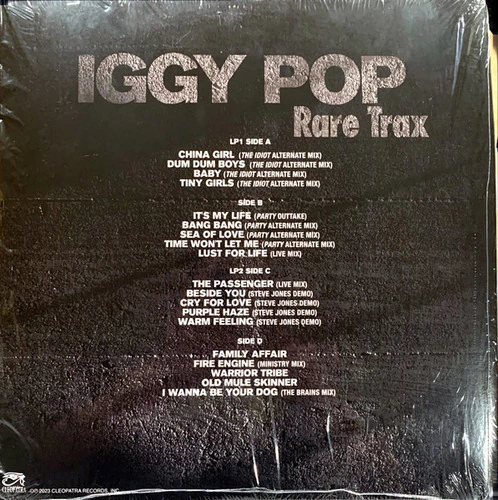 IGGY POP
Rare Trax
LP1 SIDE A
CHINA GIRL (THE IDIOT ALTERNATE MIX)
DUM DUM BOYS (THE IDIOT ALTERNATE MIX)
BABY (THE IDIOT ALTERNATE MIX)
TINY GIRLS (THE IDIOT ALTERNATE MIX)
SIDE B
IT'S MY LIFE (PARTY OUTTAKE)
BANG BANG (PARTY ALTERNATE MIX)
SEA OF LOVE (PARTY ALTERNATE MIX)
TIME WON'T LET ME (PARTY ALTERNATE MIX)
LUST FOR LIFE (LIVE MIX)
LP2 SIDE C
THE PASSENGER (LIVE MIX)
BESIDE YOU (STEVE JONES DEMO)
CRY FOR LOVE (STEVE JONES DEMO)
PURPLE HAZE (STEVE JONES DEMO)
WARM FEELING (STEVE JONES DEMO)
SIDE D
FAMILY AFFAIR
FIRE ENGINE (MINISTRY MIX)
WARRIOR TRIBE
OLD MULE SKINNER
I WANNA BE YOUR DOG (THE BRAINS MIX)
CLEOPATRA
℗© 2023 CLEOPATRA RECORDS, INC.